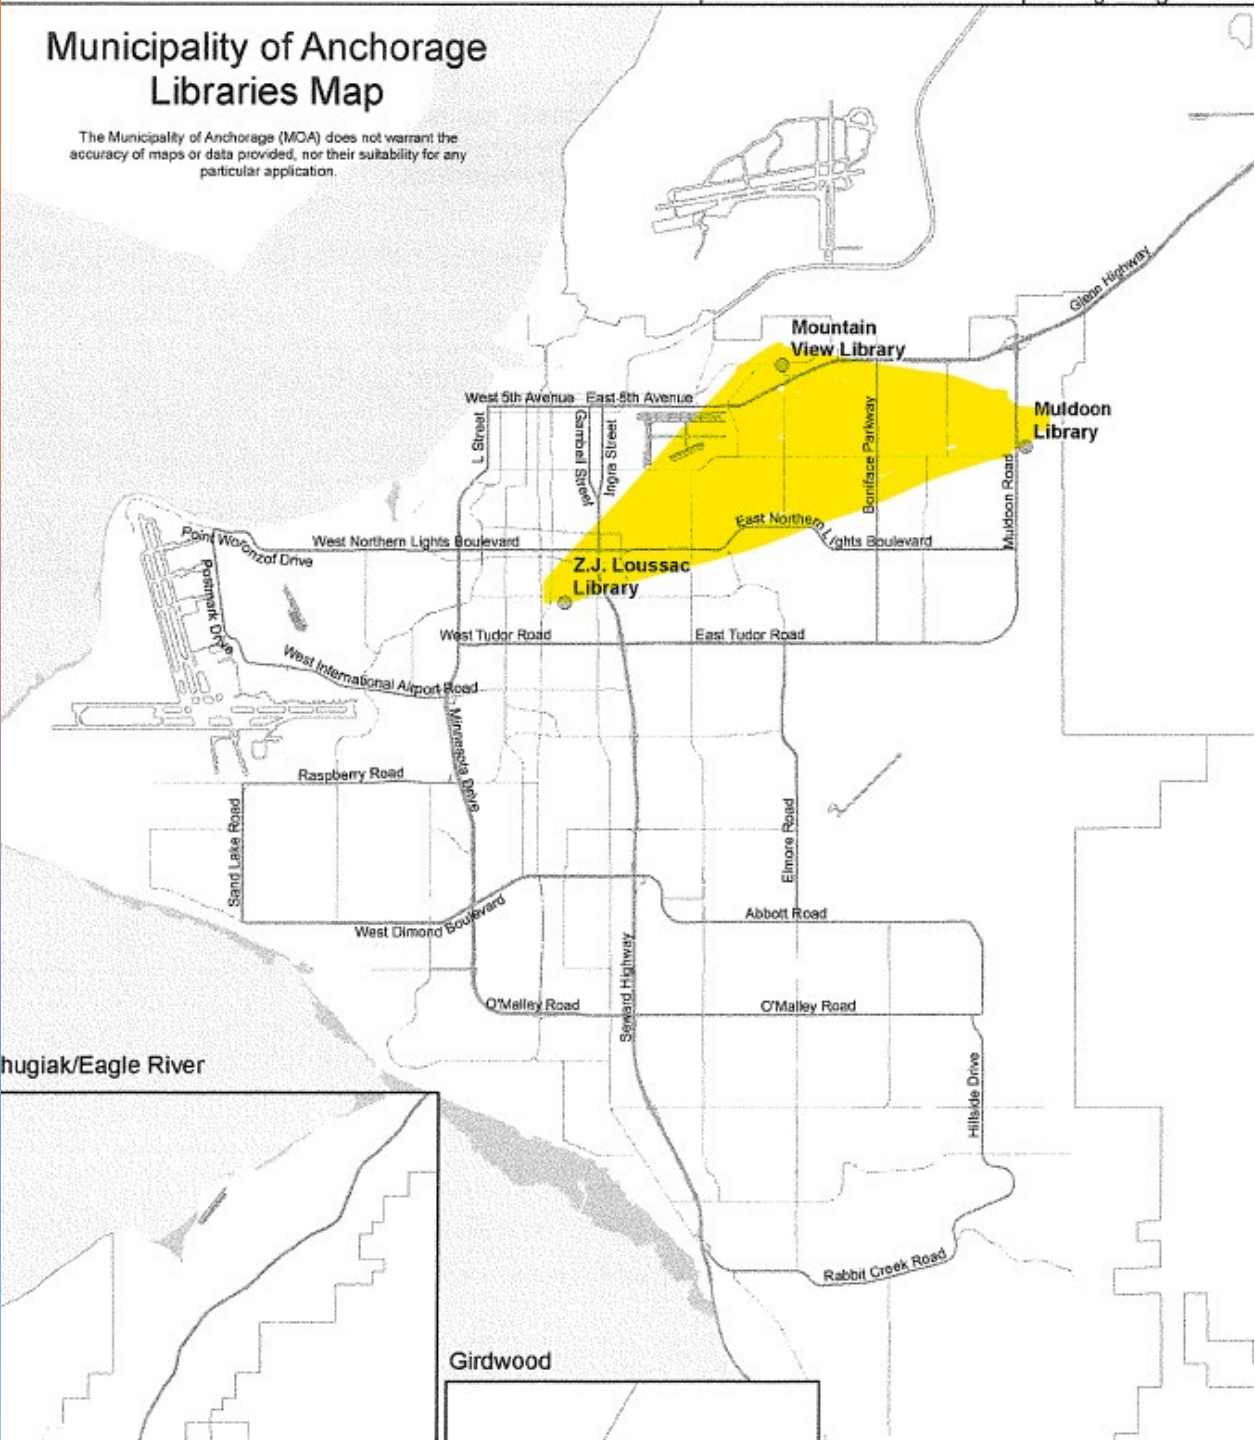 Municipality of Anchorage
Libraries Map
The Municipality of Anchorage (MOA) does not warrant the
accuracy of maps or data provided, nor their suitability for any
particular application.
Glenn Highway
Mountain
View Library
West 5th Avenue
East 5th Avenue
Muldoon
Library
L Street
Gambell Street
Ingra Street
Boniface Parkway
Muldoon Road
Point Woronzof Drive
West Northern Lights Boulevard
East Northern Lights Boulevard
Z.J. Loussac
Library
Postmark Drive
West Tudor Road
East Tudor Road
West International Airport Road
Minnesota Drive
Raspberry Road
Sand Lake Road
Elmore Road
West Dimond Boulevard
Abbott Road
Seward Highway
O'Malley Road
O'Malley Road
hugiak/Eagle River
Hillside Drive
Rabbit Creek Road
Girdwood